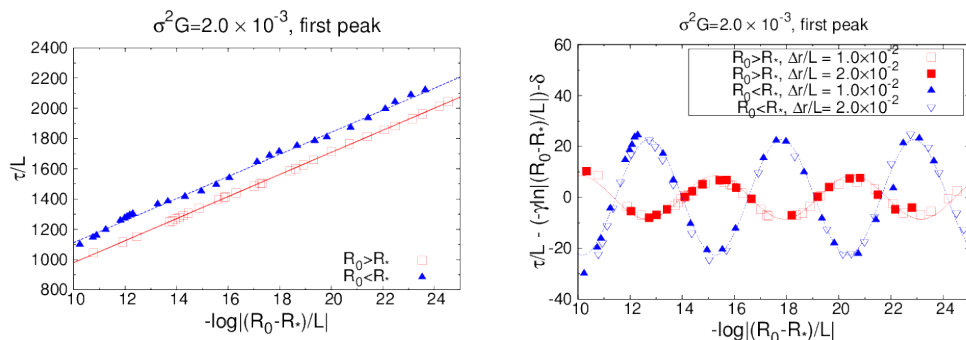 σ²G=2.0 × 10⁻³, first peak
τ/L
2400
2200
2000
1800
1600
1400
1200
1000
800
R₀>R*
R₀<R*
10 12 14 16 18 20 22 24
-log|(R₀-R*)/L|
σ²G=2.0 × 10⁻³, first peak
τ/L - (-γln|(R₀-R*)/L|)-δ
60
40
20
0
-20
-40
R₀>R*, Δr/L = 1.0×10⁻²
R₀>R*, Δr/L = 2.0×10⁻²
R₀<R*, Δr/L = 1.0×10⁻²
R₀<R*, Δr/L = 2.0×10⁻²
10 12 14 16 18 20 22 24
-log|(R₀-R*)/L|